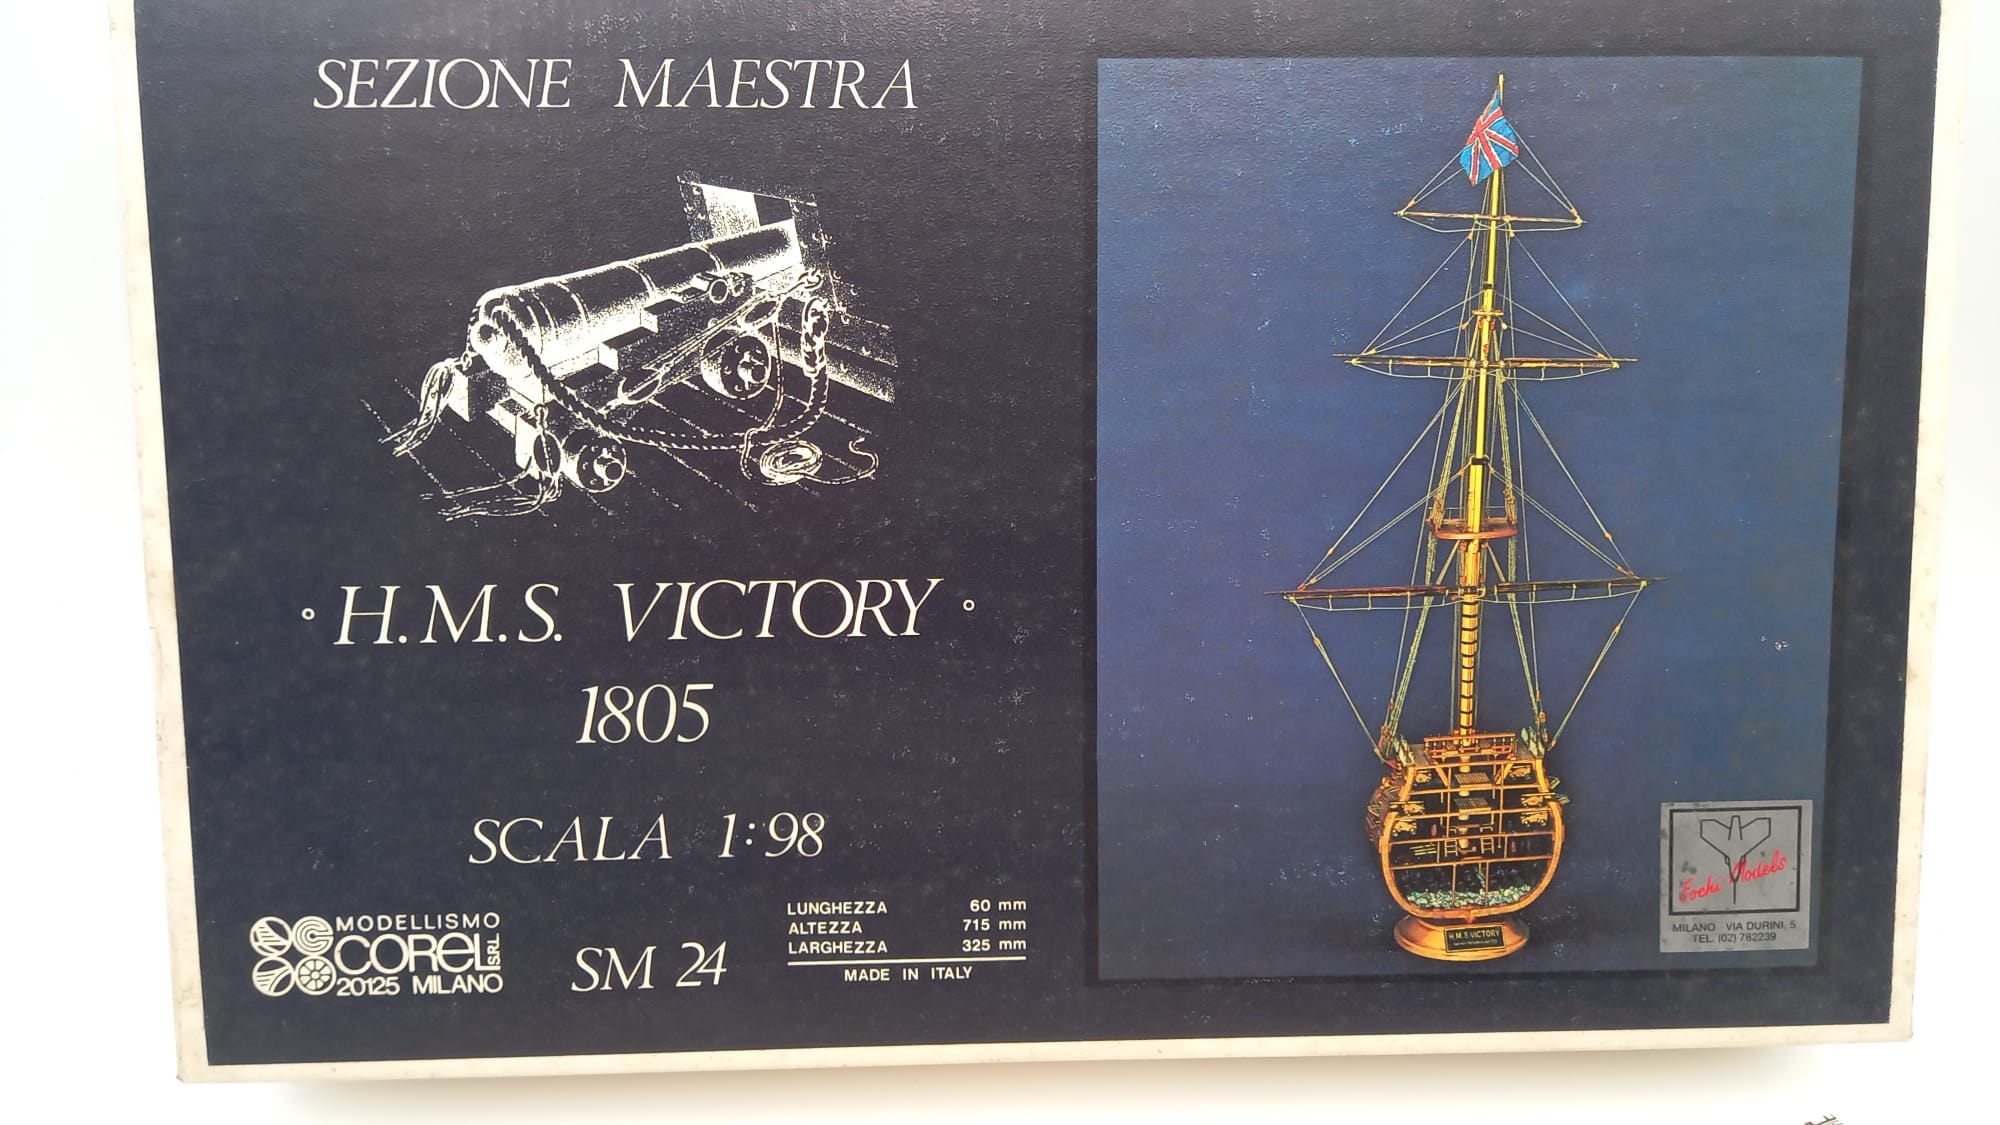 SEZIONE MAESTRA
◦ H.M.S. VICTORY ◦
1805
SCALA 1:98
MODELLISMO
COREL SRL
20125 MILANO
SM 24
LUNGHEZZA 60 mm
ALTEZZA 715 mm
LARGHEZZA 325 mm
MADE IN ITALY
H.M.S VICTORY
Fochi Models
MILANO - VIA DURINI, 5
TEL. (02) 782239